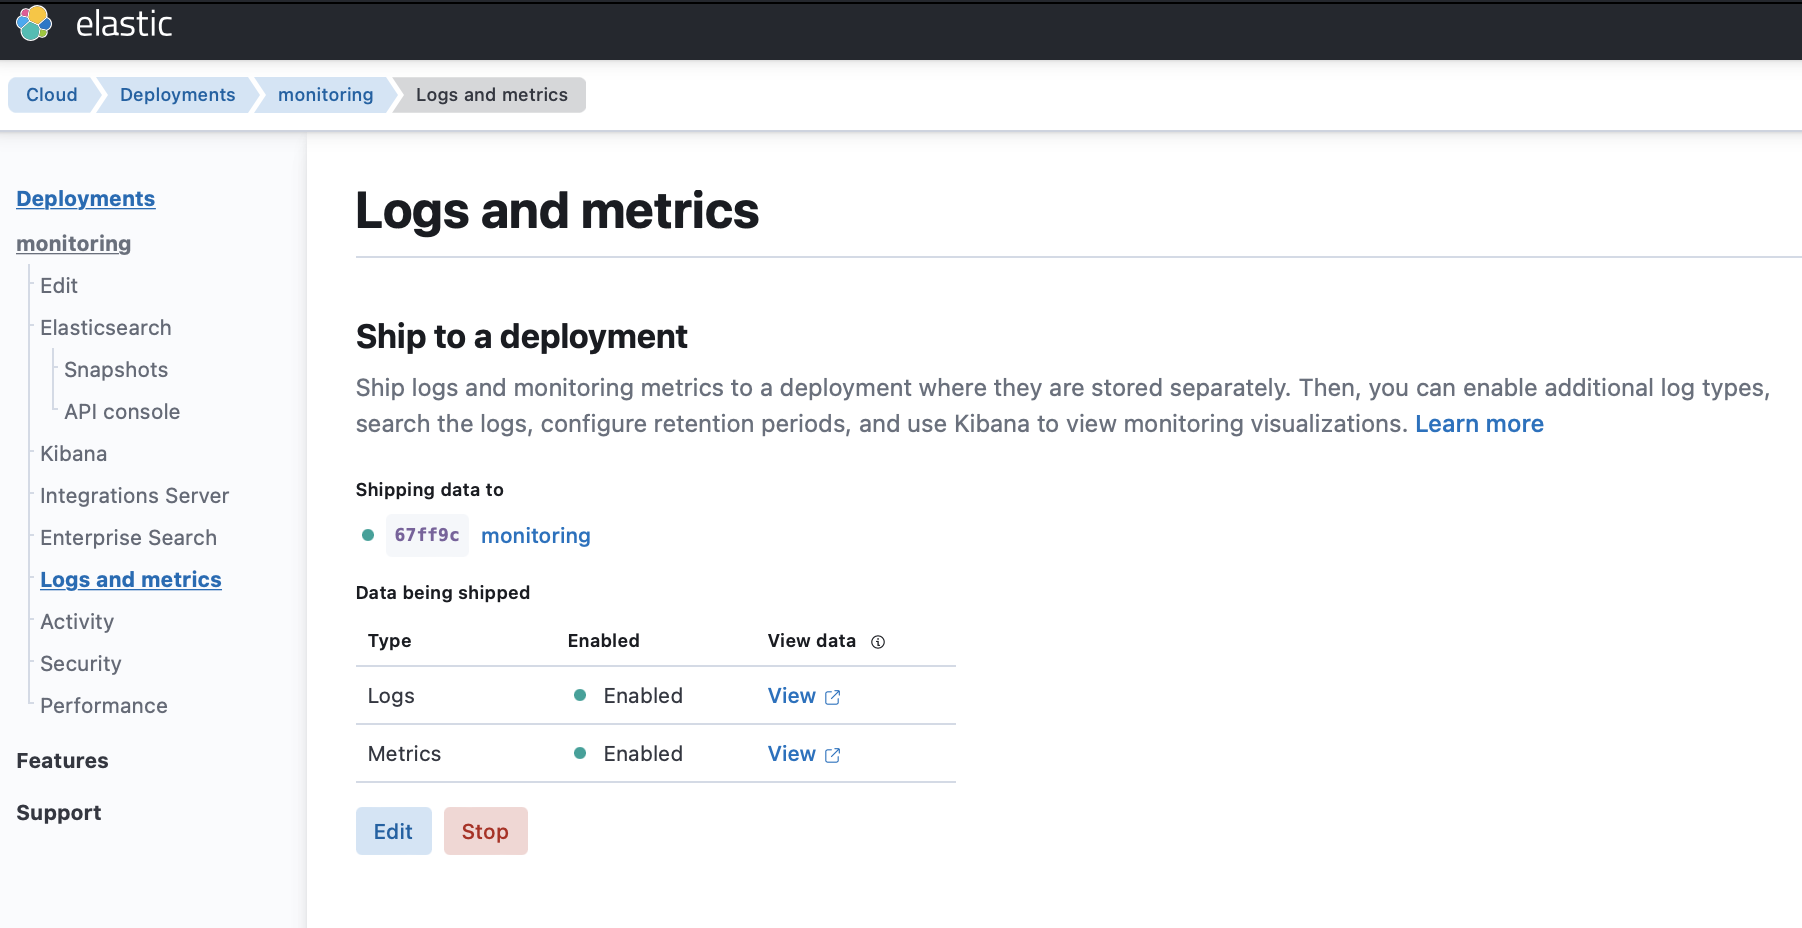 elastic
Cloud
Deployments
monitoring
Logs and metrics
Deployments
monitoring
Edit
Elasticsearch
Snapshots
API console
Kibana
Integrations Server
Enterprise Search
Logs and metrics
Activity
Security
Performance
Features
Support
Logs and metrics
Ship to a deployment
Ship logs and monitoring metrics to a deployment where they are stored separately. Then, you can enable additional log types,
search the logs, configure retention periods, and use Kibana to view monitoring visualizations. Learn more
Shipping data to
67ff9c monitoring
Data being shipped
Type Enabled View data
Logs Enabled View
Metrics Enabled View
Edit Stop